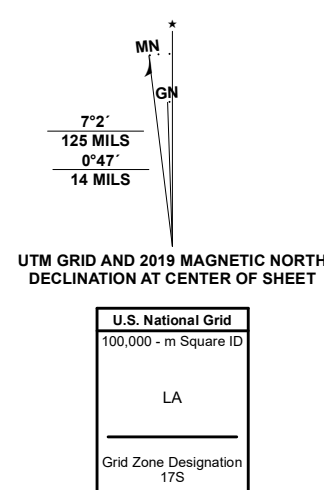 ★
MN
GN
7°2´
125 MILS
0°47´
14 MILS
UTM GRID AND 2019 MAGNETIC NORTH
DECLINATION AT CENTER OF SHEET
U.S. National Grid
100,000 - m Square ID
LA
Grid Zone Designation
17S